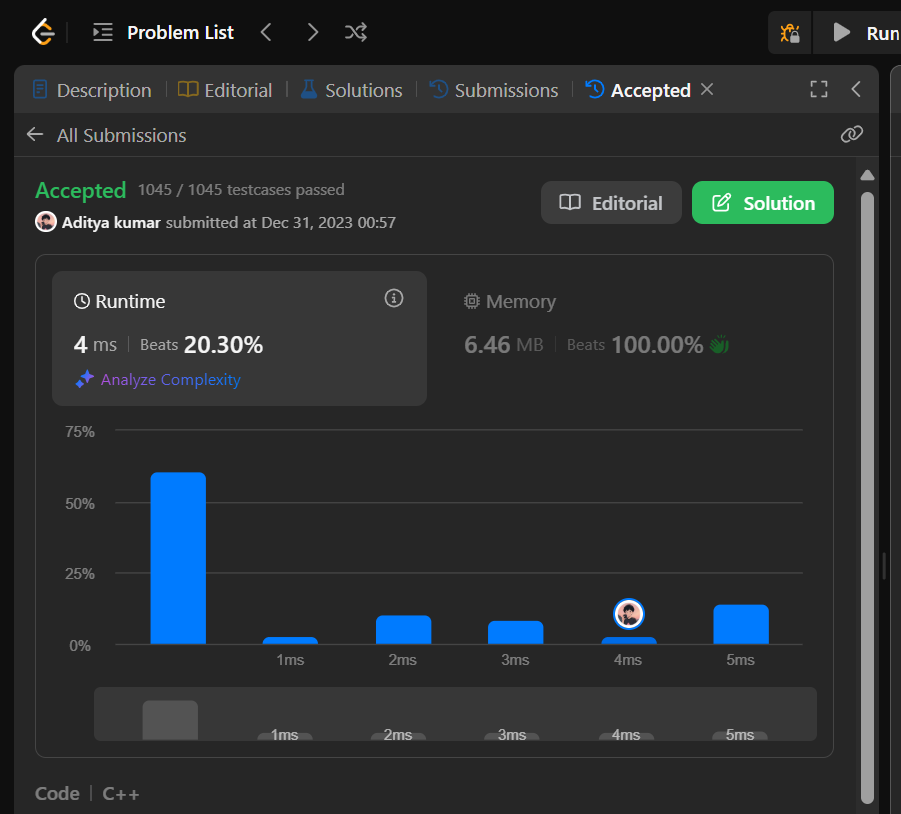 Problem List
Run
Description Editorial Solutions Submissions Accepted
All Submissions
Accepted 1045 / 1045 testcases passed
Aditya kumar submitted at Dec 31, 2023 00:57
Editorial
Solution
Runtime
4 ms Beats 20.30%
Analyze Complexity
Memory
6.46 MB Beats 100.00%
75%
50%
25%
0%
1ms 2ms 3ms 4ms 5ms
1ms 2ms 3ms 4ms 5ms
Code C++